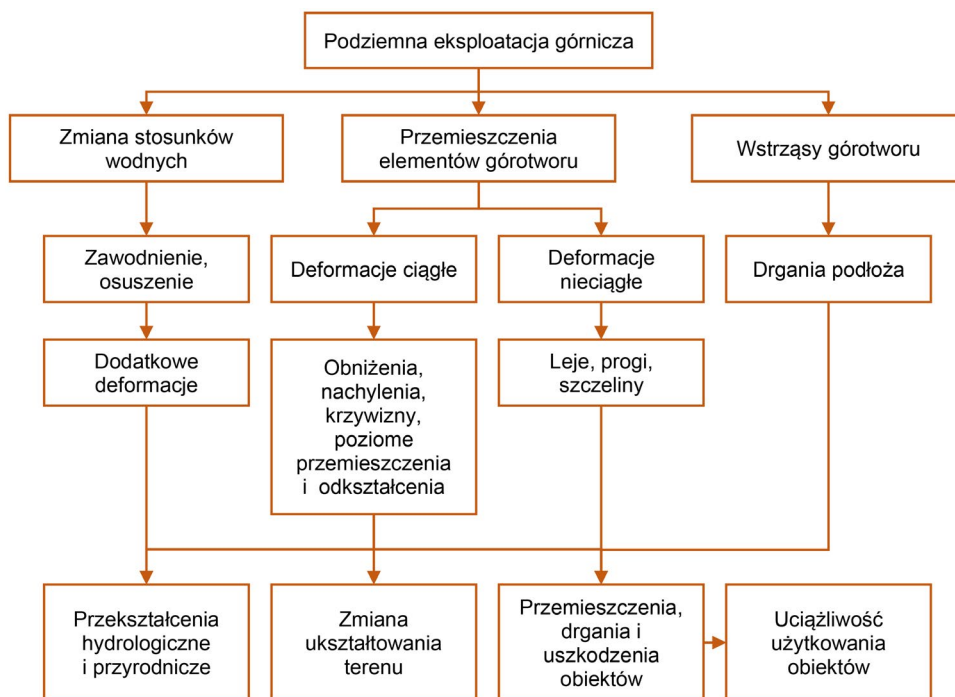 Podziemna eksploatacja górnicza
Zmiana stosunków
wodnych
Przemieszczenia
elementów górotworu
Wstrząsy górotworu
Zawodnienie,
osuszenie
Deformacje ciągłe
Deformacje
nieciągłe
Drgania podłoża
Dodatkowe
deformacje
Obniżenia,
nachylenia,
krzywizny,
poziome
przemieszczenia
i odkształcenia
Leje, progi,
szczeliny
Przekształcenia
hydrologiczne
i przyrodnicze
Zmiana
ukształtowania
terenu
Przemieszczenia,
drgania i
uszkodzenia
obiektów
Uciążliwość
użytkowania
obiektów